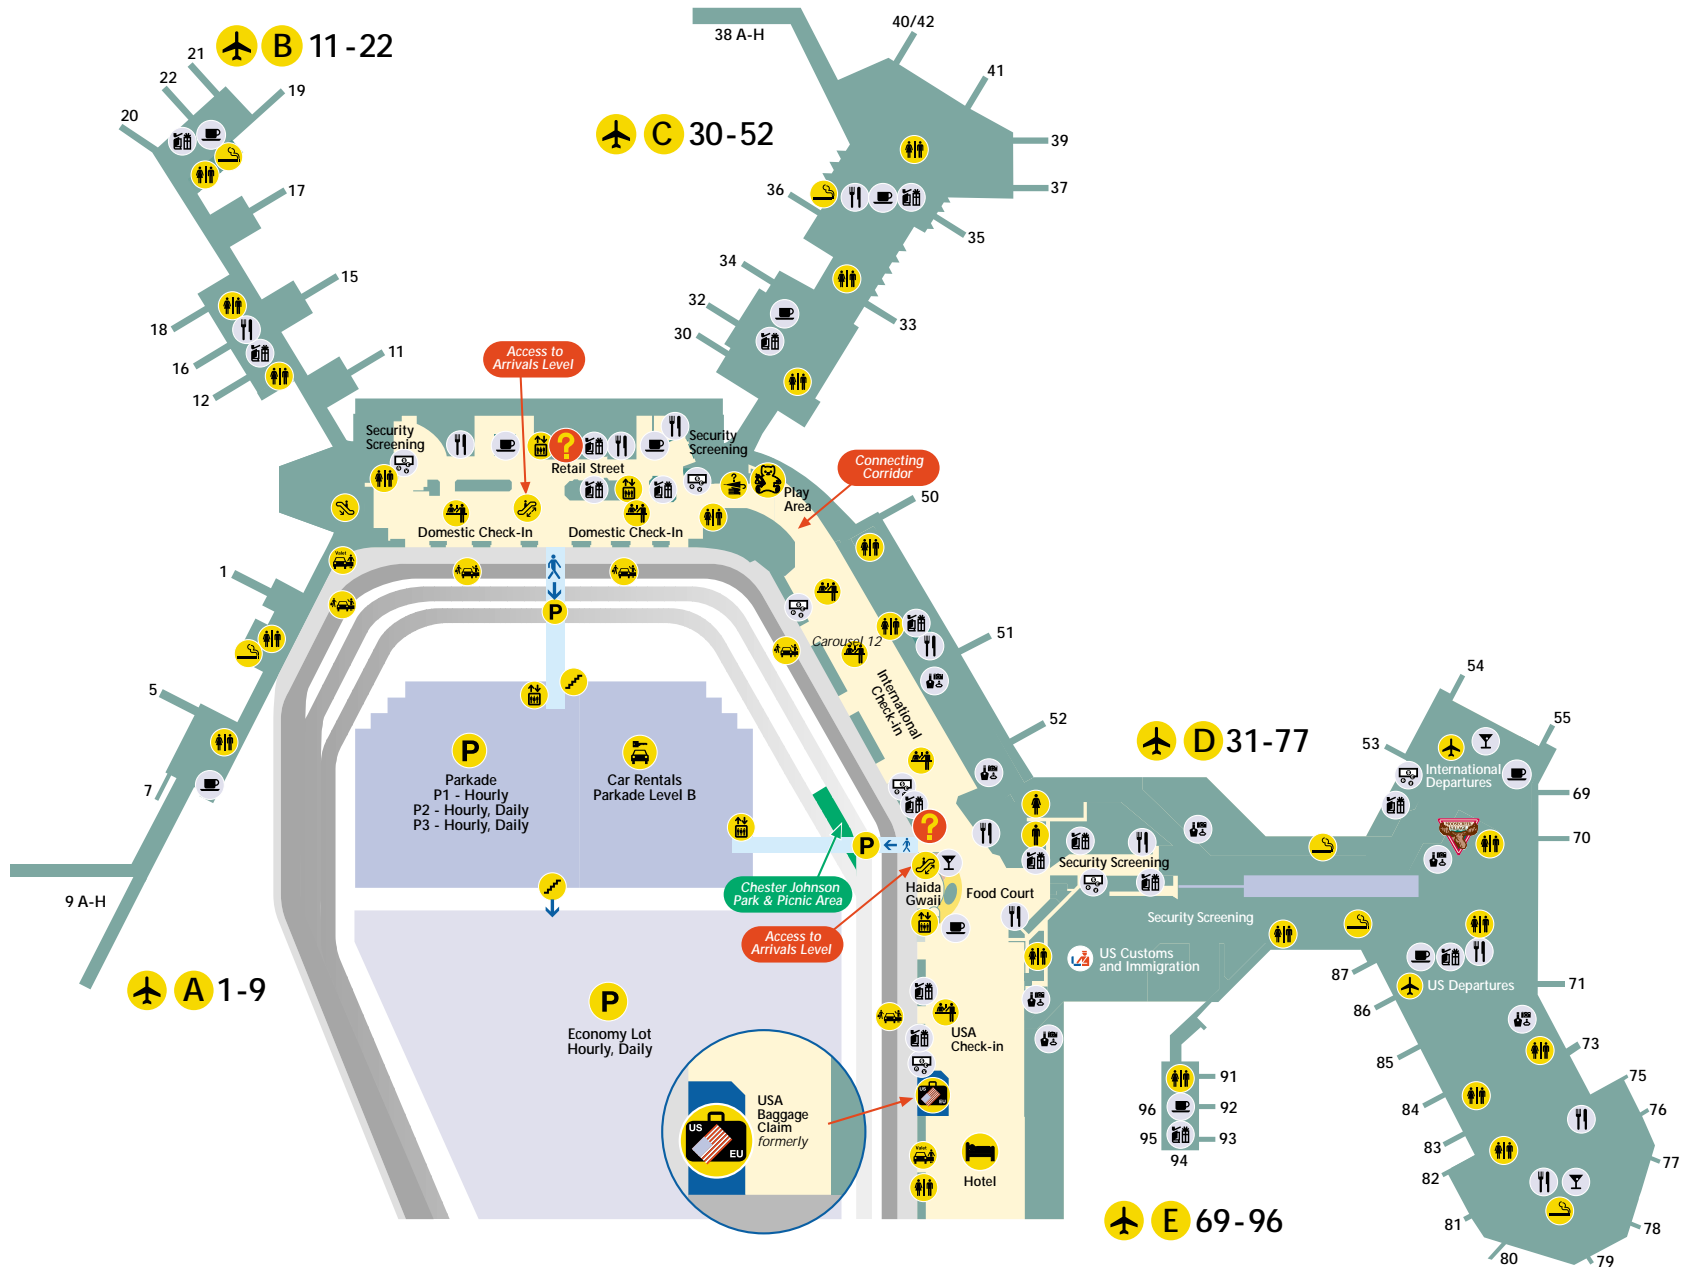 B 11-22
21
22
19
20
17
15
18
16
12
11
38 A-H
40/42
41
C 30-52
39
37
36
35
34
32
30
33
Access to
Arrivals Level
Security
Screening
Security
Screening
?
Retail Street
Play
Area
Connecting
Corridor
Domestic Check-In
Domestic Check-In
50
51
52
Valet
1
5
7
9 A-H
A 1-9
P
Carousel 12
International
Check-in
P
Parkade
P1 - Hourly
P2 - Hourly, Daily
P3 - Hourly, Daily
Car Rentals
Parkade Level B
?
P
Chester Johnson
Park & Picnic Area
Access to
Arrivals Level
Haida
Gwaii
Food Court
Security Screening
Security Screening
US Customs
and Immigration
D 31-77
54
55
53
International
Departures
69
70
71
87
86
US Departures
85
84
83
82
81
80
79
78
77
76
75
73
P
Economy Lot
Hourly, Daily
USA
Check-in
USA
Baggage
Claim
formerly
US
EU
US
EU
Valet
Hotel
91
92
93
94
95
96
E 69-96